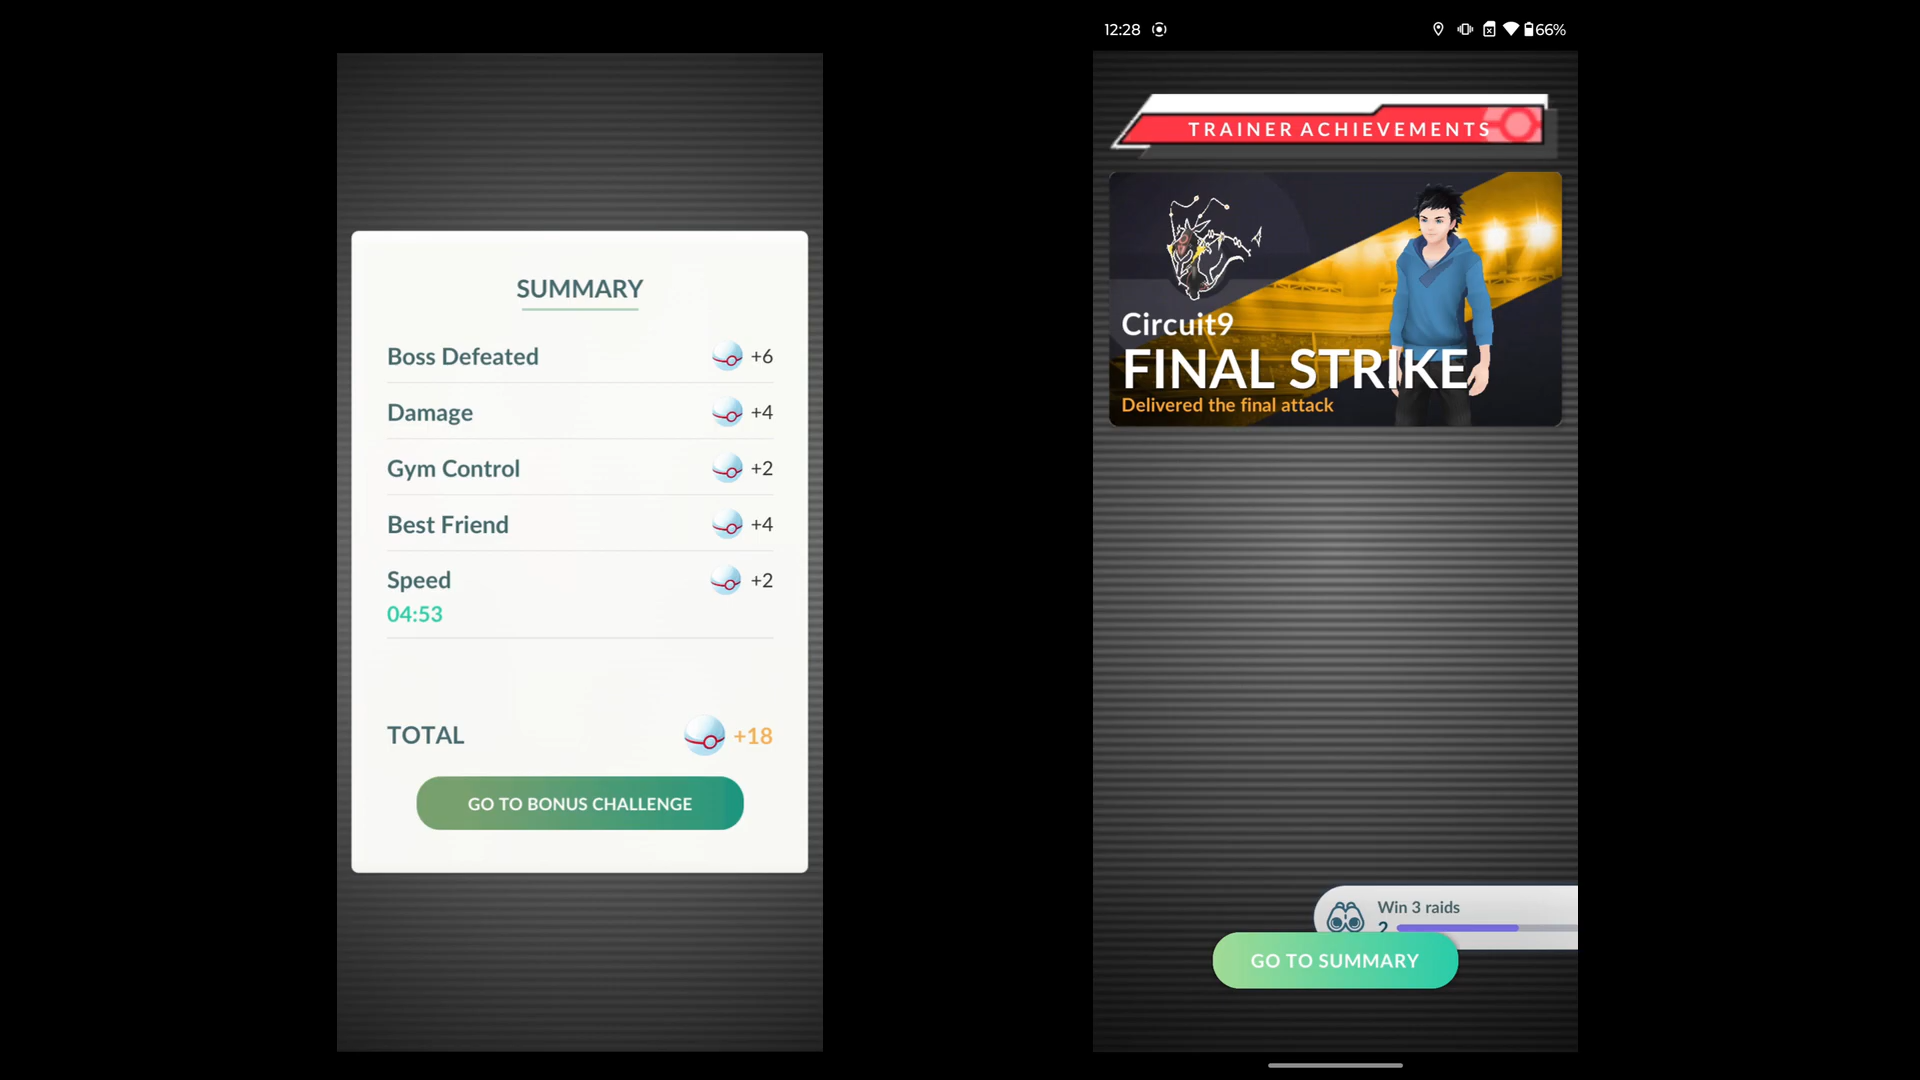 SUMMARY
Boss Defeated +6
Damage +4
Gym Control +2
Best Friend +4
Speed +2
04:53
TOTAL +18
GO TO BONUS CHALLENGE
12:28 66%
TRAINER ACHIEVEMENTS
Circuit9
FINAL STRIKE
Delivered the final attack
Win 3 raids
2
GO TO SUMMARY